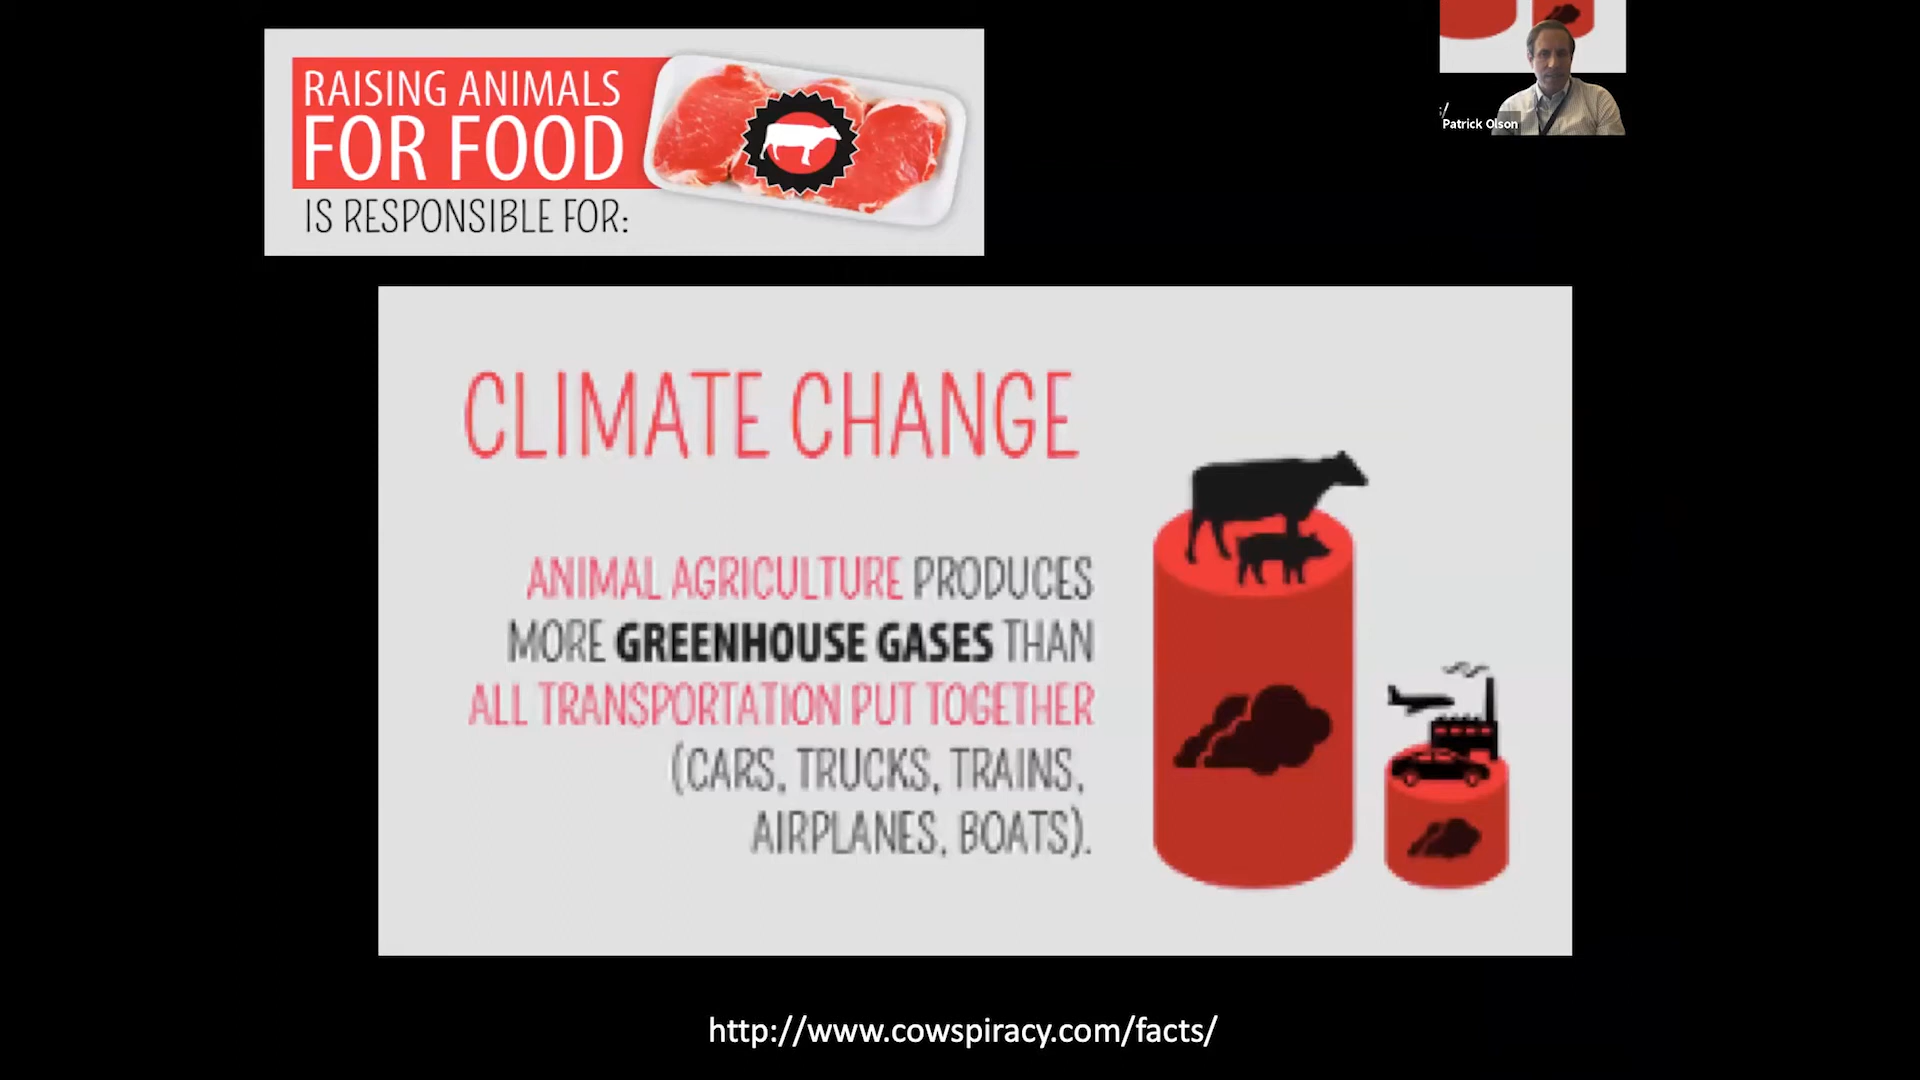 RAISING ANIMALS
FOR FOOD
IS RESPONSIBLE FOR:
Patrick Olson
CLIMATE CHANGE
ANIMAL AGRICULTURE PRODUCES
MORE GREENHOUSE GASES THAN
ALL TRANSPORTATION PUT TOGETHER
(CARS, TRUCKS, TRAINS,
AIRPLANES, BOATS).
http://www.cowspiracy.com/facts/